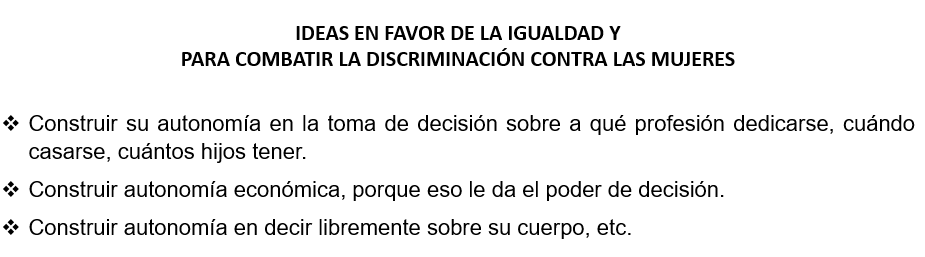 IDEAS EN FAVOR DE LA IGUALDAD Y
PARA COMBATIR LA DISCRIMINACIÓN CONTRA LAS MUJERES
❖ Construir su autonomía en la toma de decisión sobre a qué profesión dedicarse, cuándo
casarse, cuántos hijos tener.
❖ Construir autonomía económica, porque eso le da el poder de decisión.
❖ Construir autonomía en decir libremente sobre su cuerpo, etc.